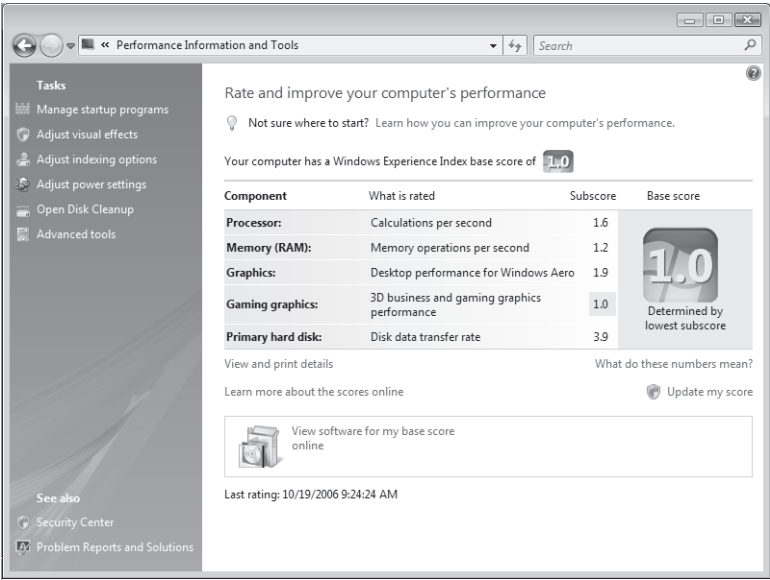 « Performance Information and Tools
Search
Tasks
Manage startup programs
Adjust visual effects
Adjust indexing options
Adjust power settings
Open Disk Cleanup
Advanced tools
See also
Security Center
Problem Reports and Solutions
Rate and improve your computer's performance
Not sure where to start? Learn how you can improve your computer's performance.
Your computer has a Windows Experience Index base score of 1.0
Component What is rated Subscore Base score
Processor: Calculations per second 1.6
Memory (RAM): Memory operations per second 1.2
Graphics: Desktop performance for Windows Aero 1.9
Gaming graphics: 3D business and gaming graphics
performance 1.0
Primary hard disk: Disk data transfer rate 3.9
1.0
Determined by
lowest subscore
View and print details What do these numbers mean?
Learn more about the scores online Update my score
View software for my base score
online
Last rating: 10/19/2006 9:24:24 AM